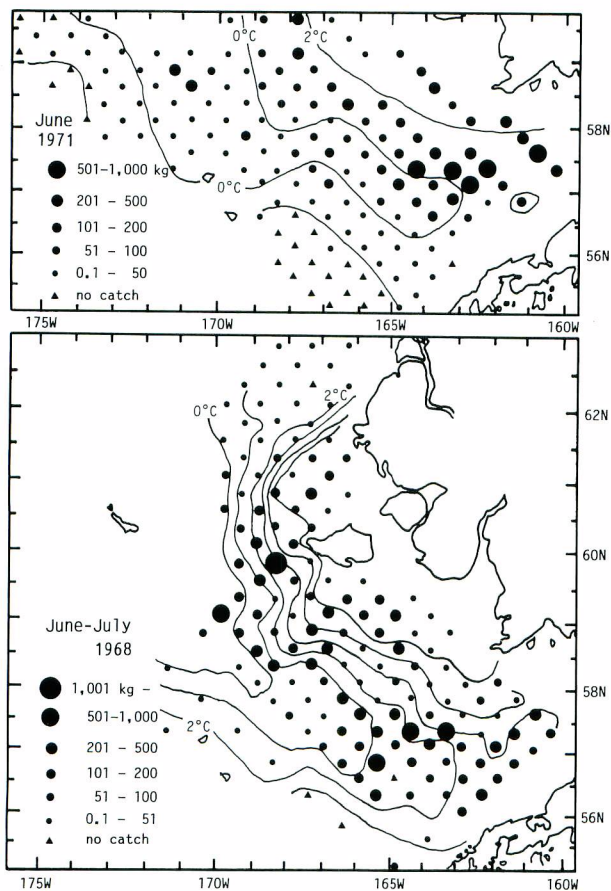 0°C
2°C
June
1971
501-1,000 kg
201 - 500
101 - 200
51 - 100
0.1 - 50
no catch
0°C
58N
56N
175W
170W
165W
160W
0°C
2°C
62N
60N
June-July
1968
1,001 kg -
501-1,000
201 - 500
101 - 200
51 - 100
0.1 - 51
no catch
2°C
58N
56N
175W
170W
165W
160W